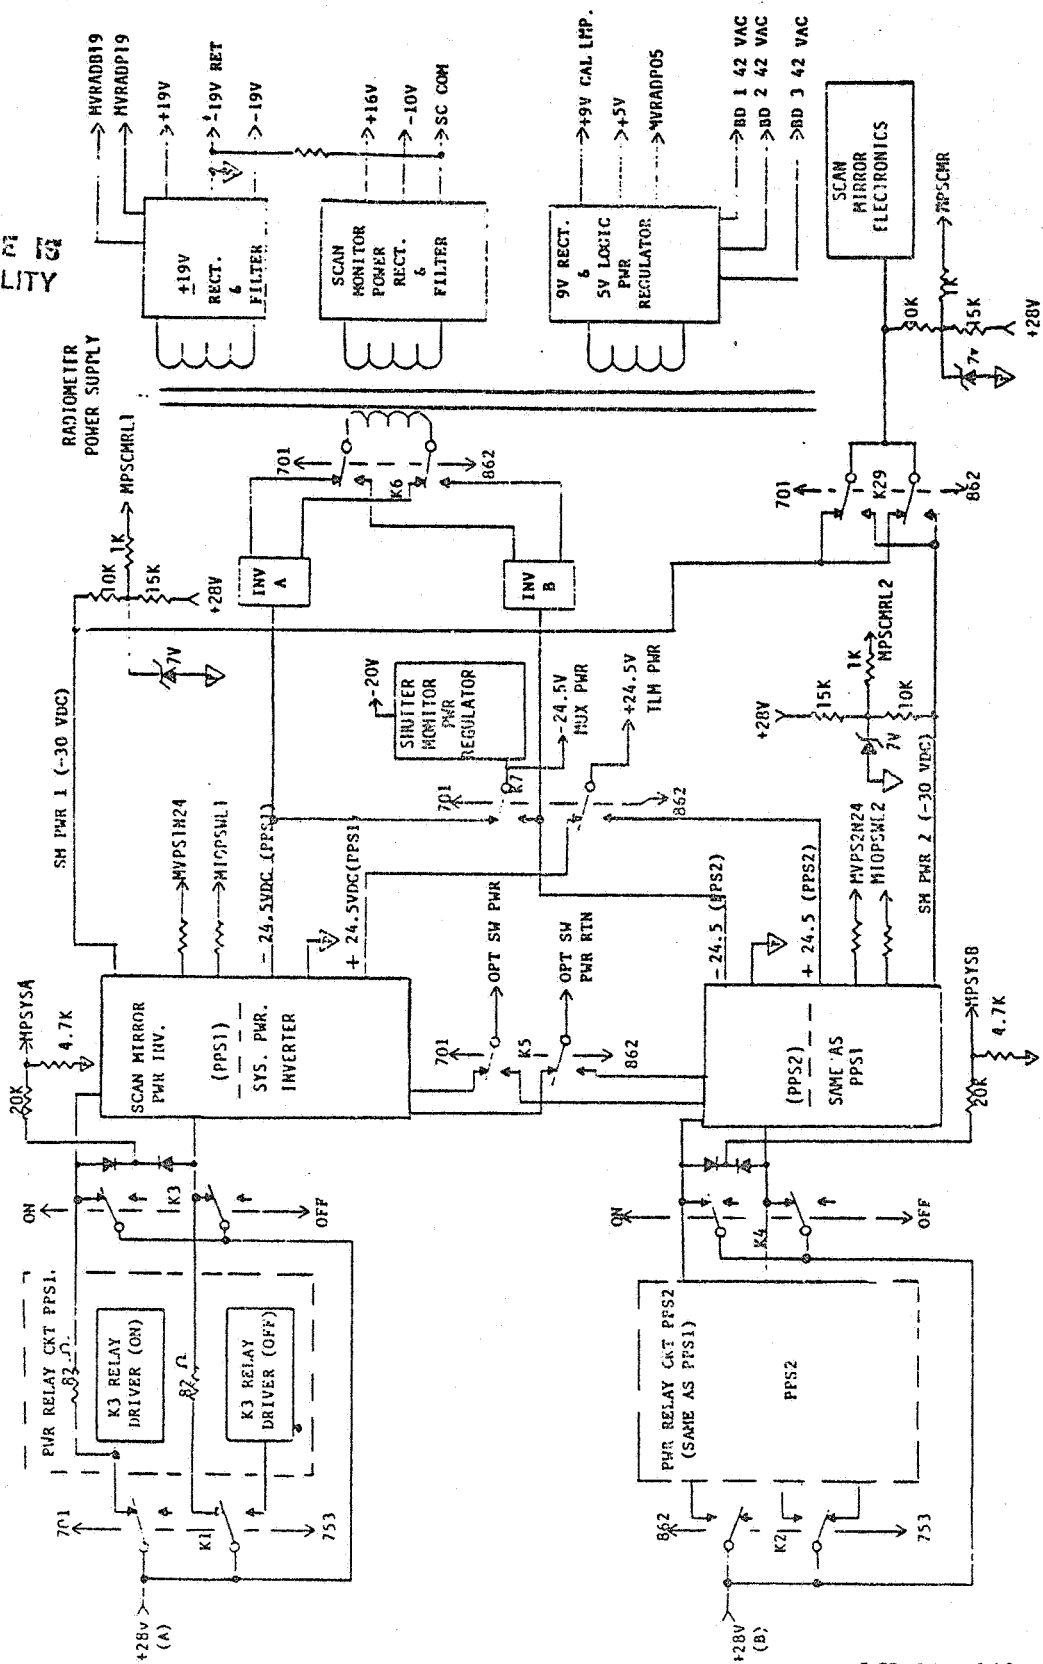 LITY
RADIOMETER
POWER SUPPLY
MVRADB19
MVRADP19
+19V
-19V RET
-19V
+19V
RECT.
&
FILTER
+16V
-10V
SC COM
SCAN
MONITOR
POWER
RECT.
&
FILTER
+9V CAL LMP.
+5V
MVRADP05
BD 1 42 VAC
BD 2 42 VAC
BD 3 42 VAC
9V RECT.
&
5V LOGIC
PWR
REGULATOR
SCAN
MIRROR
ELECTRONICS
MPSCMR
1K
10K
15K
7V
+28V
MPSCMRL1
10K
1K
15K
+28V
7V
701
K6
862
INV
A
INV
B
701
K29
862
SM PWR 1 (-30 VDC)
-20V
SHUTTER
MONITOR
PWR
REGULATOR
-24.5V
MUX PWR
+24.5V
TLM PWR
701
K7
862
+28V
15K
1K
MPSCMRL2
7V
10K
SM PWR 2 (-30 VDC)
MVPS1N24
MIOPSWL1
- 24.5VDC (PPS1)
+ 24.5VDC(PPS1)
OPT SW PWR
OPT SW
PWR RTN
701
K5
862
-24.5 (PPS2)
+ 24.5 (PPS2)
MVPS2N24
MIOPSWL2
MPSYSA
20K
4.7K
SCAN MIRROR
PWR INV.
(PPS1)
SYS. PWR.
INVERTER
(PPS2)
SAME AS
PPS1
MPSYSB
20K
4.7K
ON
K3
OFF
ON
K4
OFF
PWR RELAY CKT PPS1.
82 Ω
K3 RELAY
DRIVER (ON)
82 Ω
K3 RELAY
DRIVER (OFF)
PWR RELAY CKT PPS2
(SAME AS PPS1)
PPS2
701
K1
753
862
K2
753
+28V
(A)
+28V
(B)